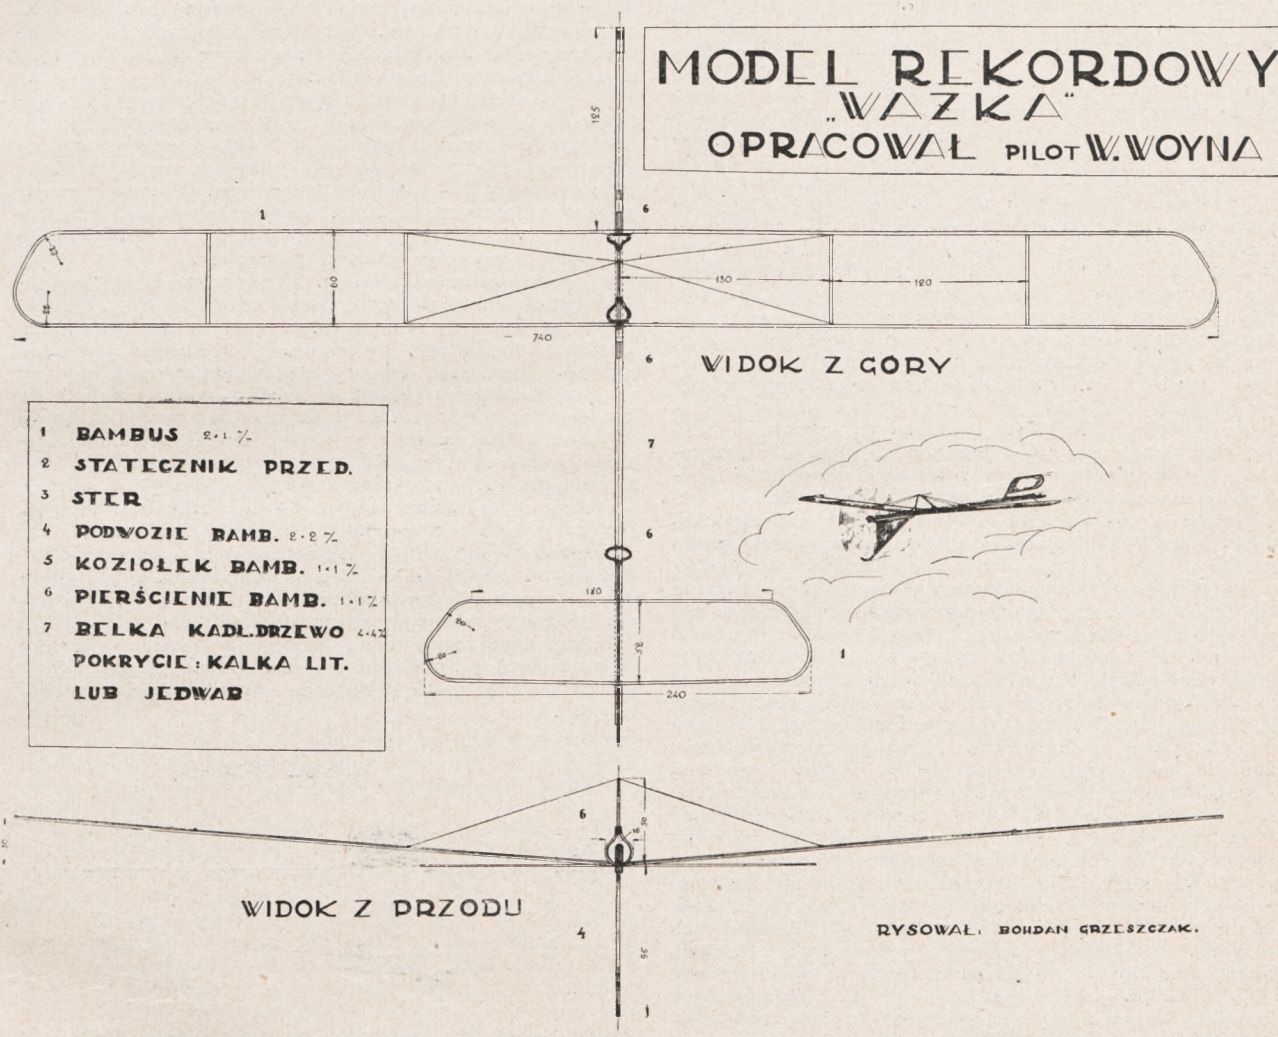 MODEL REKORDOWY
„WAZKA"
OPRACOWAŁ PILOT W. WOYNA
125
6
1
60
130
120
740
6
WIDOK Z GÓRY
1 BAMBUS 2·1 %
2 STATECZNIK PRZED.
3 STER
4 PODWOZIE BAMB. 2·2 %
5 KOZIOŁEK BAMB. 1·1 %
6 PIERŚCIENIE BAMB. 1·1 %
7 BELKA KADŁ. DRZEWO 4·4%
POKRYCIE: KALKA LIT.
LUB JEDWAB
7
6
180
85
1
240
6
50
16
WIDOK Z PRZODU
4
RYSOWAŁ: BOHDAN GRZESZCZAK.